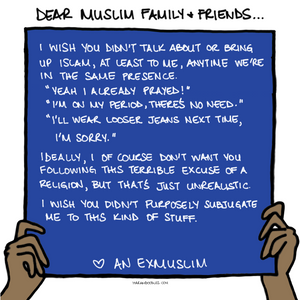 DEAR MUSLIM FAMILY + FRIENDS...
I WISH YOU DIDN'T TALK ABOUT OR BRING
UP ISLAM, AT LEAST TO ME, ANYTIME WE'RE
IN THE SAME PRESENCE.
"YEAH I ALREADY PRAYED!"
"I'M ON MY PERIOD, THERE'S NO NEED."
"I'LL WEAR LOOSER JEANS NEXT TIME,
I'M SORRY."
IDEALLY, I OF COURSE DON'T WANT YOU
FOLLOWING THIS TERRIBLE EXCUSE OF A
RELIGION, BUT THAT'S JUST UNREALISTIC.
I WISH YOU DIDN'T PURPOSELY SUBJUGATE
ME TO THIS KIND OF STUFF.
♡ AN EXMUSLIM